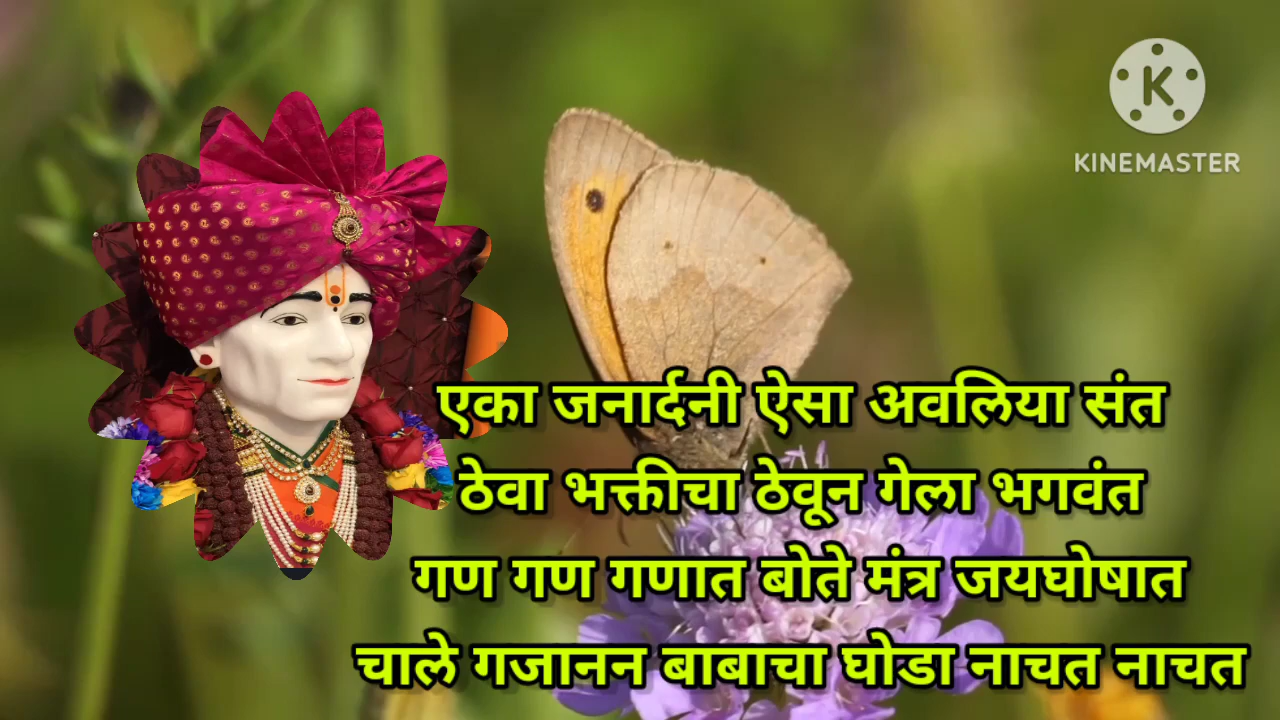 KINEMASTER
एका जनार्दनी ऐसा अवलिया संत
ठेवा भक्तीचा ठेवून गेला भगवंत
गण गण गणात बोते मंत्र जयघोषात
चाले गजानन बाबाचा घोडा नाचत नाचत